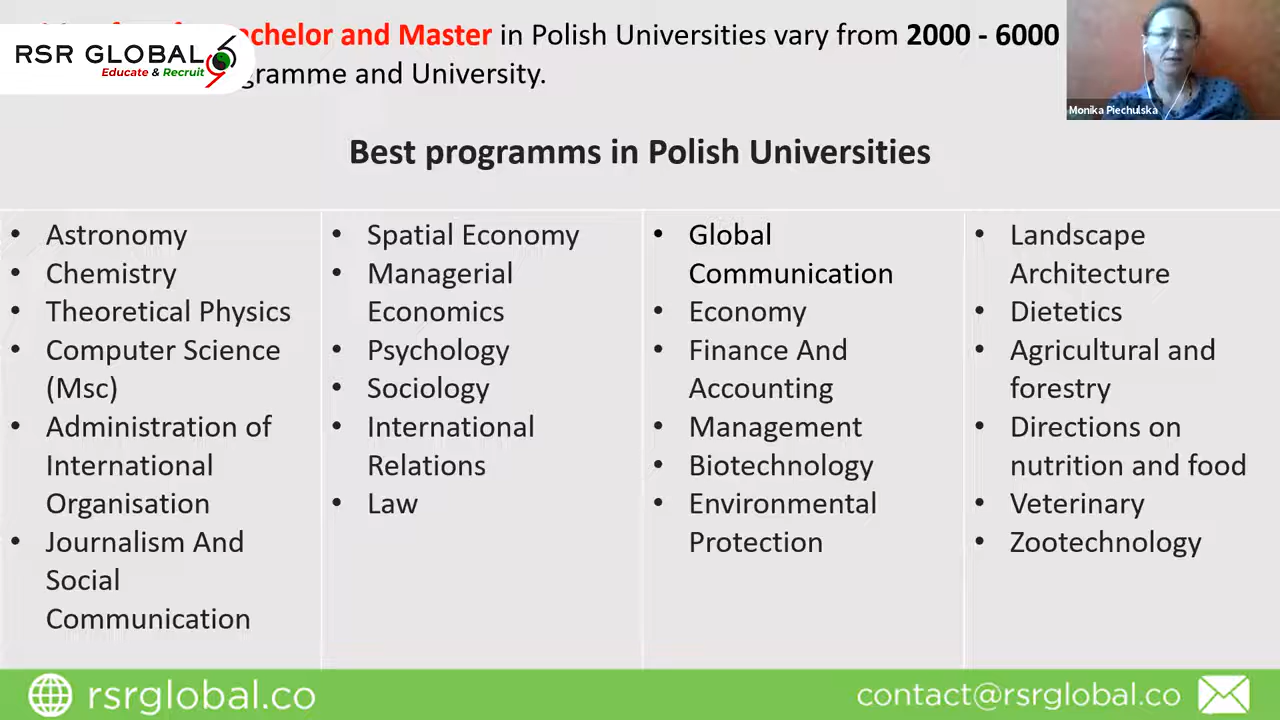 achelor and Master in Polish Universities vary from 2000 - 6000
RSR GLOBAL
Educate & Recruit
gramme and University.
Monika Piechulska
Best programms in Polish Universities
• Astronomy
• Chemistry
• Theoretical Physics
• Computer Science
(Msc)
• Administration of
International
Organisation
• Journalism And
Social
Communication
• Spatial Economy
• Managerial
Economics
• Psychology
• Sociology
• International
Relations
• Law
• Global
Communication
• Economy
• Finance And
Accounting
• Management
• Biotechnology
• Environmental
Protection
• Landscape
Architecture
• Dietetics
• Agricultural and
forestry
• Directions on
nutrition and food
• Veterinary
• Zootechnology
rsrglobal.co
contact@rsrglobal.co